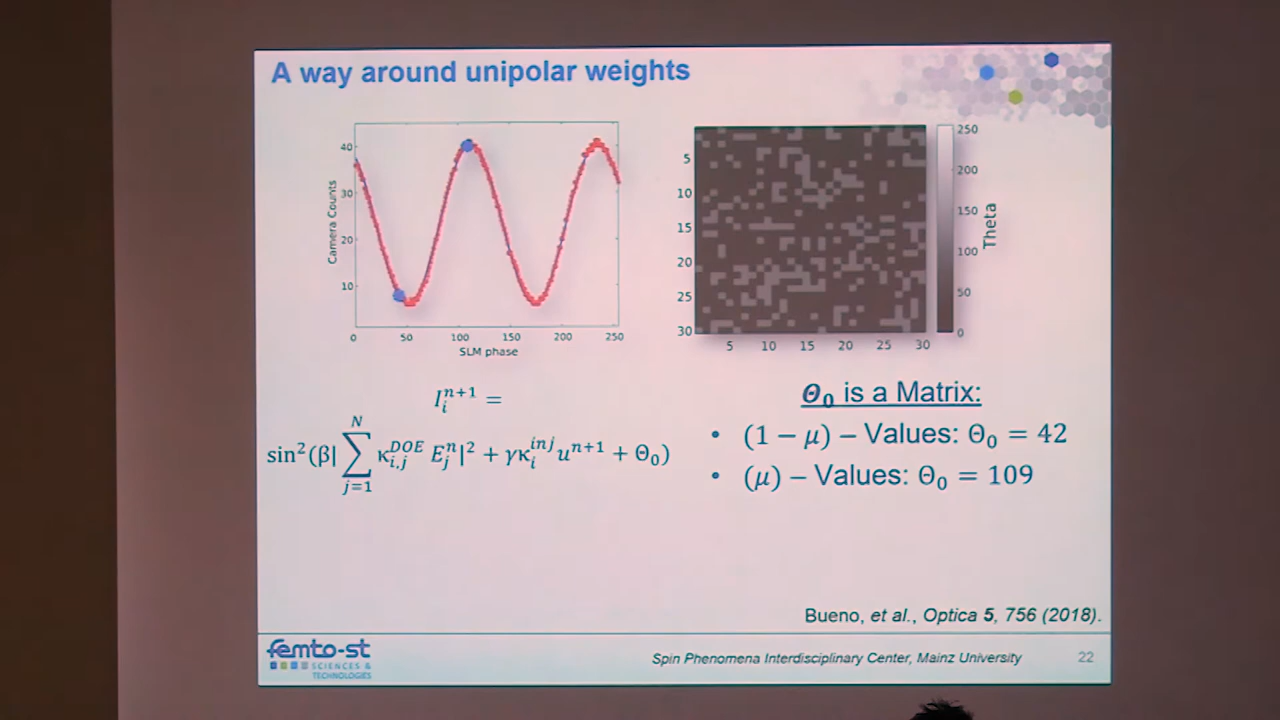 A way around unipolar weights
Camera Counts
40
30
20
10
0 50 100 150 200 250
SLM phase
5
10
15
20
25
30
5 10 15 20 25 30
250
200
150
100
50
0
Theta
I_i^{n+1} =
sin²(β|∑_{j=1}^{N} κ_{i,j}^{DOE} E_j^n|² + γκ_i^{inj} u^{n+1} + Θ₀)
Θ₀ is a Matrix:
• (1 − μ) – Values: Θ₀ = 42
• (μ) – Values: Θ₀ = 109
Bueno, et al., Optica 5, 756 (2018).
femto-st
SCIENCES &
TECHNOLOGIES
Spin Phenomena Interdisciplinary Center, Mainz University
22